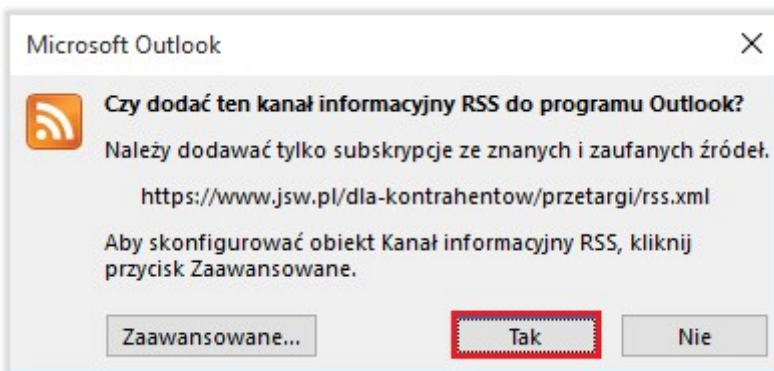 Microsoft Outlook
Czy dodać ten kanał informacyjny RSS do programu Outlook?
Należy dodawać tylko subskrypcje ze znanych i zaufanych źródeł.
https://www.jsw.pl/dla-kontrahentow/przetargi/rss.xml
Aby skonfigurować obiekt Kanał informacyjny RSS, kliknij
przycisk Zaawansowane.
Zaawansowane... Tak Nie